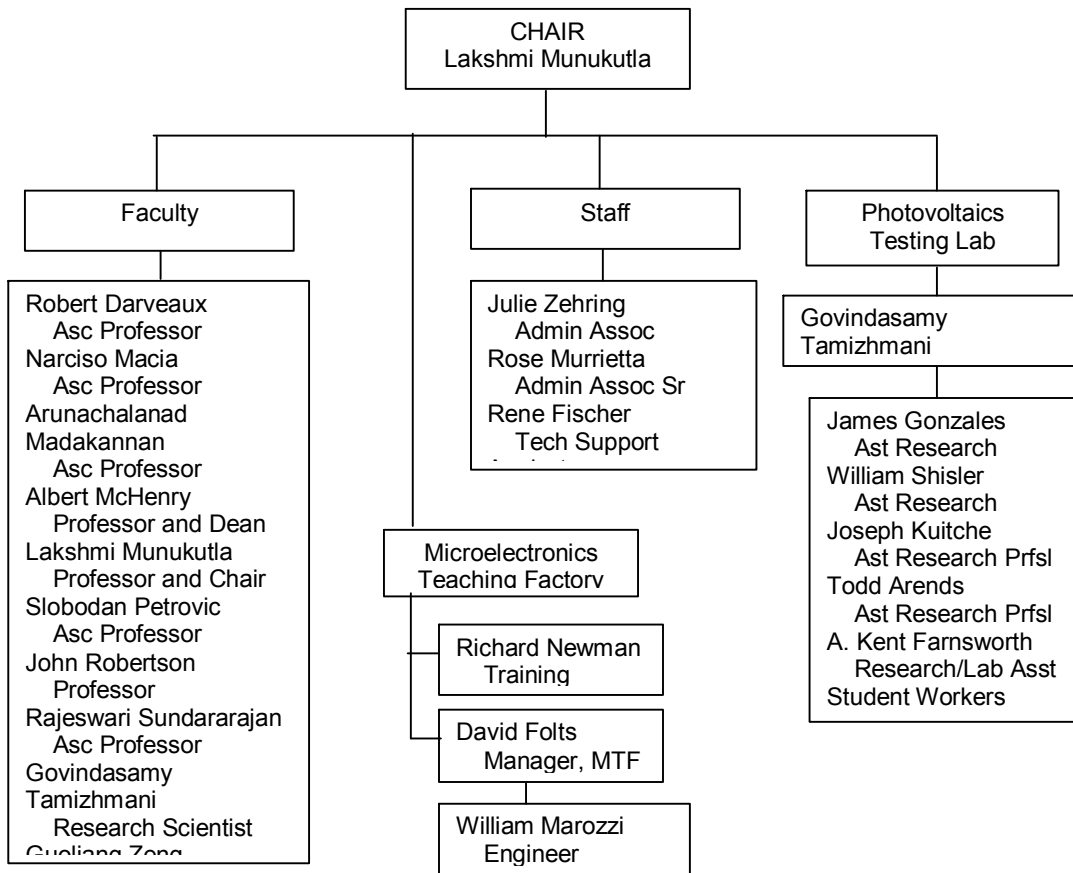 CHAIR
Lakshmi Munukutla
Faculty
Robert Darveaux
Asc Professor
Narciso Macia
Asc Professor
Arunachalanad
Madakannan
Asc Professor
Albert McHenry
Professor and Dean
Lakshmi Munukutla
Professor and Chair
Slobodan Petrovic
Asc Professor
John Robertson
Professor
Rajeswari Sundararajan
Asc Professor
Govindasamy
Tamizhmani
Research Scientist
Guoliang Zeng
Microelectronics
Teaching Factory
Richard Newman
Training
David Folts
Manager, MTF
William Marozzi
Engineer
Staff
Julie Zehring
Admin Assoc
Rose Murrietta
Admin Assoc Sr
Rene Fischer
Tech Support
Photovoltaics
Testing Lab
Govindasamy
Tamizhmani
James Gonzales
Ast Research
William Shisler
Ast Research
Joseph Kuitche
Ast Research Prfsl
Todd Arends
Ast Research Prfsl
A. Kent Farnsworth
Research/Lab Asst
Student Workers